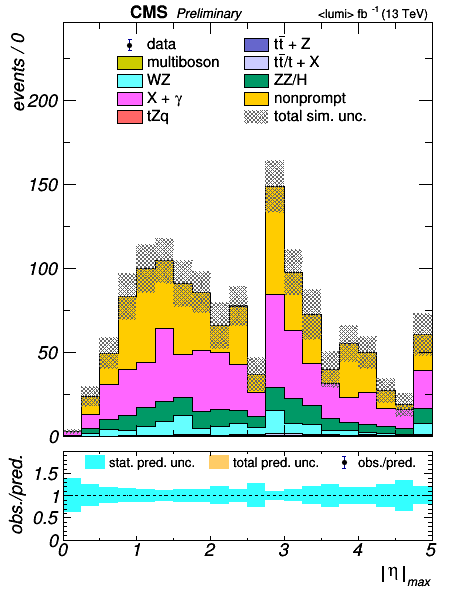 CMS Preliminary <lumi> fb ⁻¹ (13 TeV)
events / 0
data
multiboson
WZ
X + γ
tZq
tt̄ + Z
tt̄/t + X
ZZ/H
nonprompt
total sim. unc.
200
150
100
50
0
obs./pred.
stat. pred. unc. total pred. unc. obs./pred.
1.5
1
0.5
0
0 1 2 3 4 5
|η|max